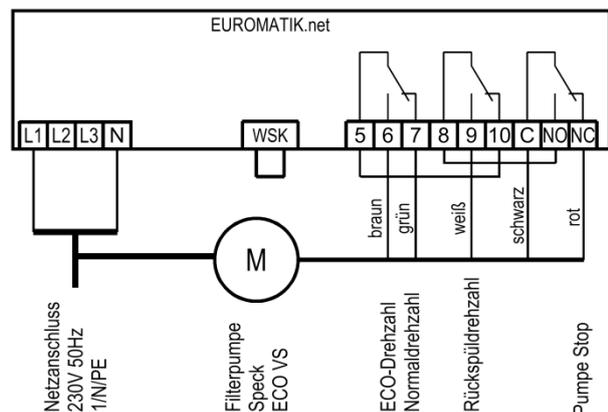 EUROMATIK.net
L1 L2 L3 N WSK 5 6 7 8 9 10 C NO NC
braun
grün
weiß
schwarz
rot
M
Netzanschluss
230V 50Hz
1/N/PE
Filterpumpe
Speck
ECO VS
ECO-Drehzahl
Normaldrehzahl
Rückspüldrehzahl
Pumpe Stop